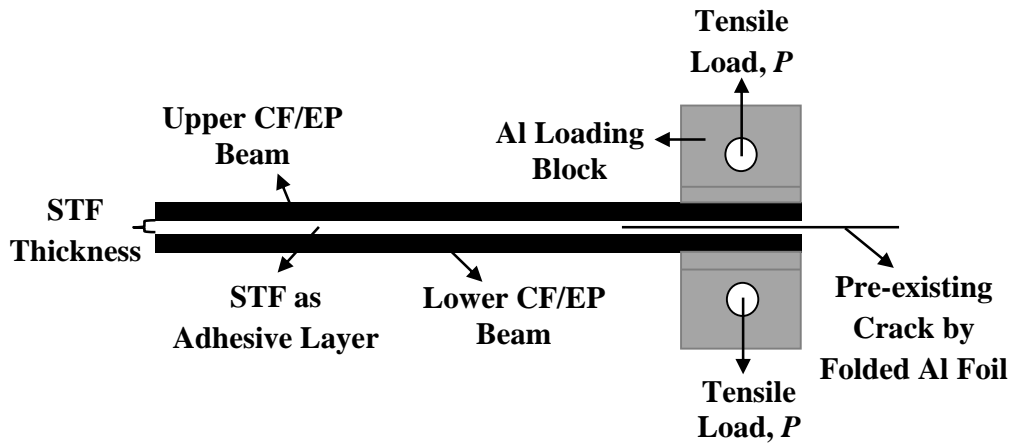 Tensile
Load, P
Upper CF/EP
Beam
Al Loading
Block
STF
Thickness
STF as
Adhesive Layer
Lower CF/EP
Beam
Pre-existing
Crack by
Folded Al Foil
Tensile
Load, P